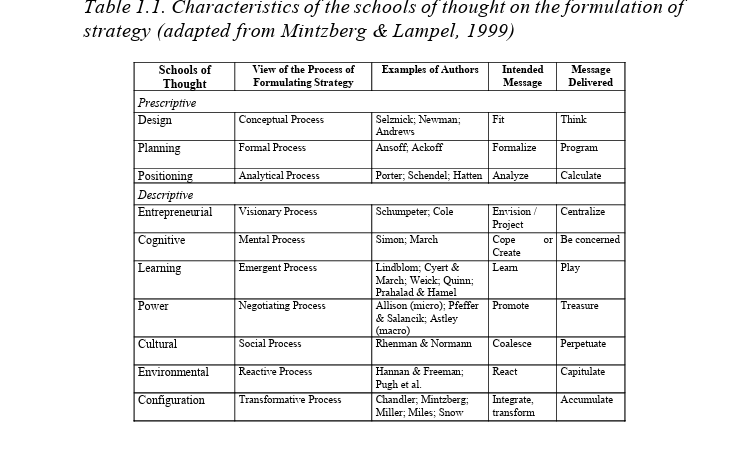 Table 1.1. Characteristics of the schools of thought on the formulation of
strategy (adapted from Mintzberg & Lampel, 1999)
Schools of Thought View of the Process of Formulating Strategy Examples of Authors Intended Message Message Delivered
Prescriptive
Design Conceptual Process Selznick; Newman; Andrews Fit Think
Planning Formal Process Ansoff; Ackoff Formalize Program
Positioning Analytical Process Porter; Schendel; Hatten Analyze Calculate
Descriptive
Entrepreneurial Visionary Process Schumpeter; Cole Envision / Project Centralize
Cognitive Mental Process Simon; March Cope or Create Be concerned
Learning Emergent Process Lindblom; Cyert & March; Weick; Quinn; Prahalad & Hamel Learn Play
Power Negotiating Process Allison (micro); Pfeffer & Salancik; Astley (macro) Promote Treasure
Cultural Social Process Rhenman & Normann Coalesce Perpetuate
Environmental Reactive Process Hannan & Freeman; Pugh et al. React Capitulate
Configuration Transformative Process Chandler; Mintzberg; Miller; Miles; Snow Integrate, transform Accumulate